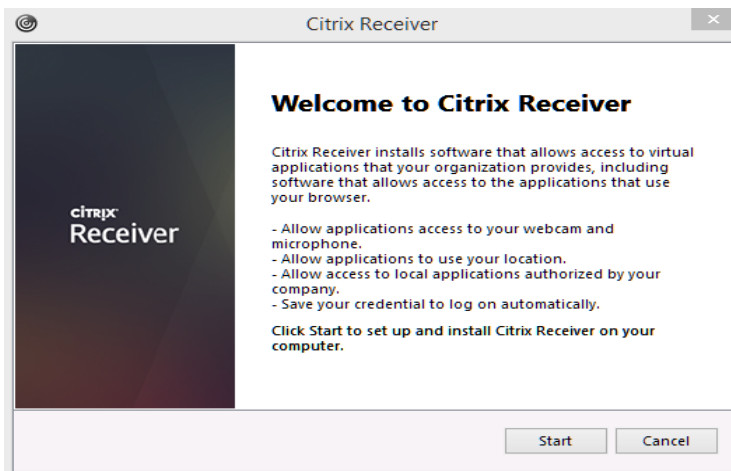 Citrix Receiver
Welcome to Citrix Receiver
Citrix Receiver installs software that allows access to virtual
applications that your organization provides, including
software that allows access to the applications that use
your browser.
- Allow applications access to your webcam and
microphone.
- Allow applications to use your location.
- Allow access to local applications authorized by your
company.
- Save your credential to log on automatically.
Click Start to set up and install Citrix Receiver on your
computer.
CITRIX
Receiver
Start
Cancel